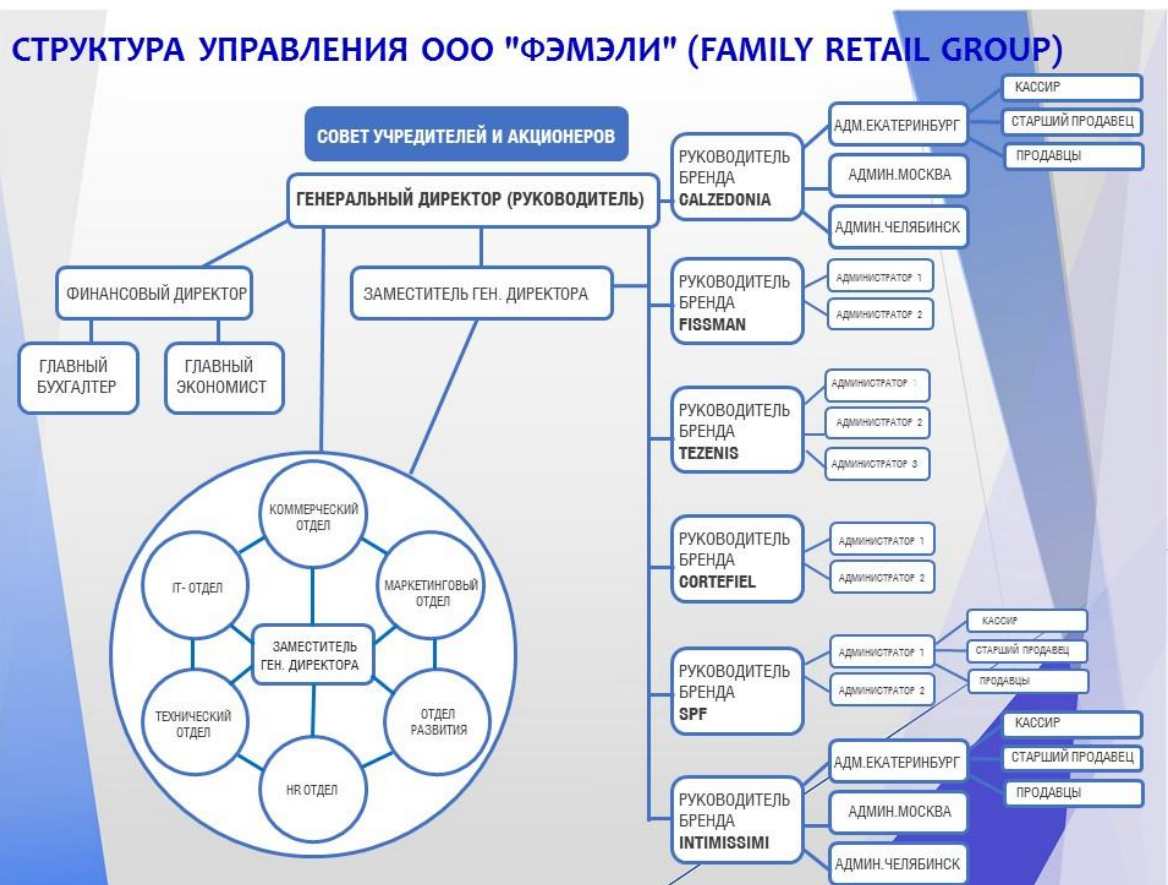 СТРУКТУРА УПРАВЛЕНИЯ ООО "ФЭМЭЛИ" (FAMILY RETAIL GROUP)
СОВЕТ УЧРЕДИТЕЛЕЙ И АКЦИОНЕРОВ
ГЕНЕРАЛЬНЫЙ ДИРЕКТОР (РУКОВОДИТЕЛЬ)
ФИНАНСОВЫЙ ДИРЕКТОР
ЗАМЕСТИТЕЛЬ ГЕН. ДИРЕКТОРА
ГЛАВНЫЙ
БУХГАЛТЕР
ГЛАВНЫЙ
ЭКОНОМИСТ
КОММЕРЧЕСКИЙ
ОТДЕЛ
IT- ОТДЕЛ
МАРКЕТИНГОВЫЙ
ОТДЕЛ
ЗАМЕСТИТЕЛЬ
ГЕН. ДИРЕКТОРА
ТЕХНИЧЕСКИЙ
ОТДЕЛ
ОТДЕЛ
РАЗВИТИЯ
HR ОТДЕЛ
РУКОВОДИТЕЛЬ
БРЕНДА
CALZEDONIA
АДМ.ЕКАТЕРИНБУРГ
КАССИР
СТАРШИЙ ПРОДАВЕЦ
ПРОДАВЦЫ
АДМИН.МОСКВА
АДМИН.ЧЕЛЯБИНСК
РУКОВОДИТЕЛЬ
БРЕНДА
FISSMAN
АДМИНИСТРАТОР 1
АДМИНИСТРАТОР 2
РУКОВОДИТЕЛЬ
БРЕНДА
TEZENIS
АДМИНИСТРАТОР 1
АДМИНИСТРАТОР 2
АДМИНИСТРАТОР 3
РУКОВОДИТЕЛЬ
БРЕНДА
CORTEFIEL
АДМИНИСТРАТОР 1
АДМИНИСТРАТОР 2
РУКОВОДИТЕЛЬ
БРЕНДА
SPF
АДМИНИСТРАТОР 1
КАССИР
СТАРШИЙ ПРОДАВЕЦ
ПРОДАВЦЫ
АДМИНИСТРАТОР 2
РУКОВОДИТЕЛЬ
БРЕНДА
INTIMISSIMI
АДМ.ЕКАТЕРИНБУРГ
КАССИР
СТАРШИЙ ПРОДАВЕЦ
ПРОДАВЦЫ
АДМИН.МОСКВА
АДМИН.ЧЕЛЯБИНСК